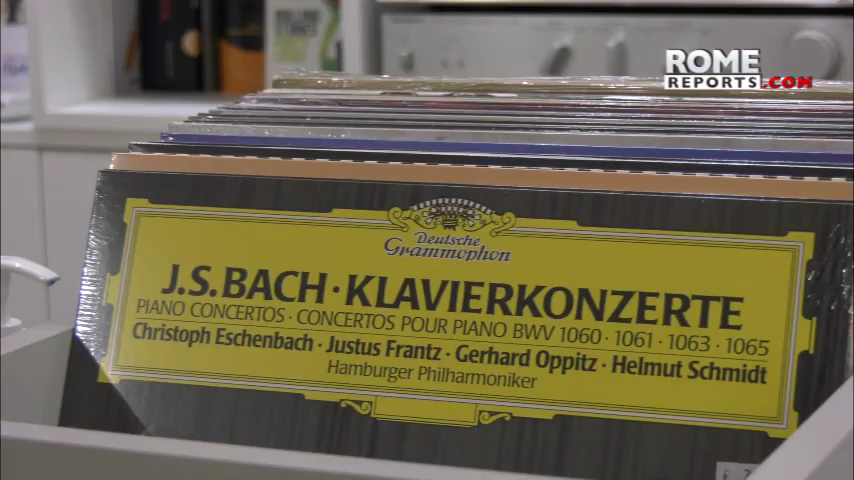 ROME
REPORTS.COM
Deutsche
Grammophon
J.S. BACH · KLAVIERKONZERTE
PIANO CONCERTOS · CONCERTOS POUR PIANO BWV 1060 · 1061 · 1063 · 1065
Christoph Eschenbach · Justus Frantz · Gerhard Oppitz · Helmut Schmidt
Hamburger Philharmoniker